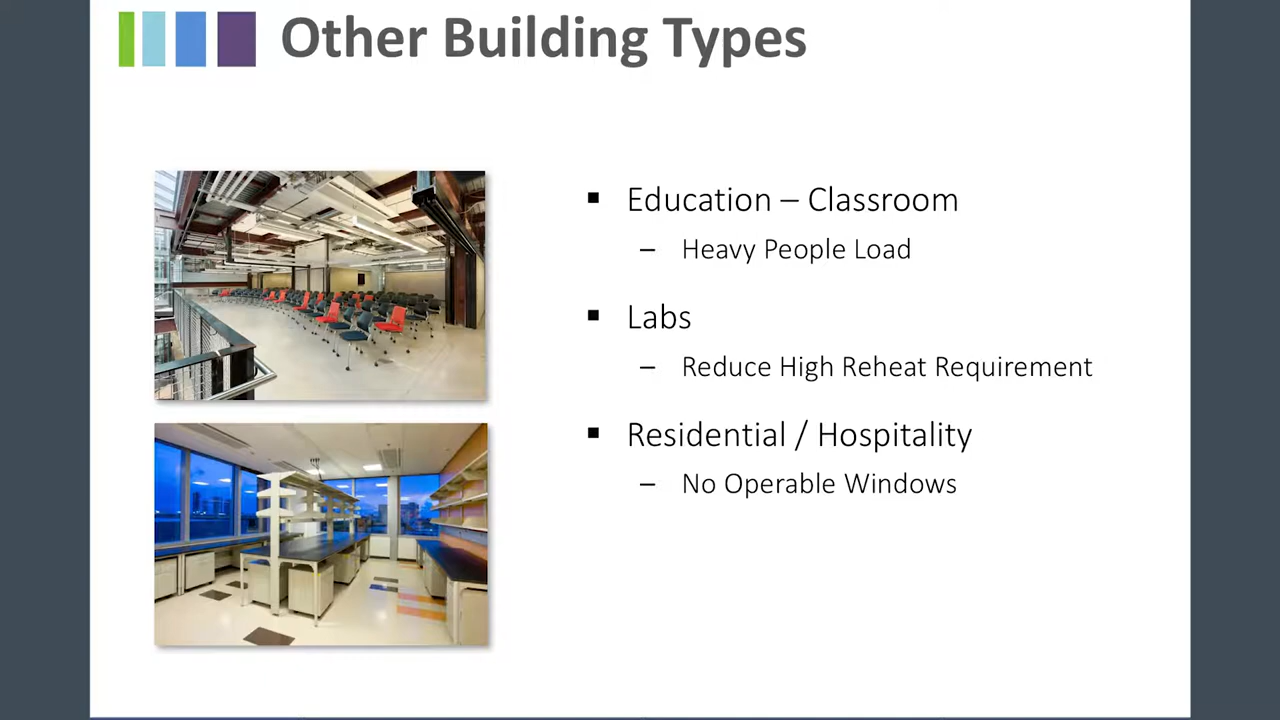 Other Building Types
▪ Education – Classroom
– Heavy People Load
▪ Labs
– Reduce High Reheat Requirement
▪ Residential / Hospitality
– No Operable Windows